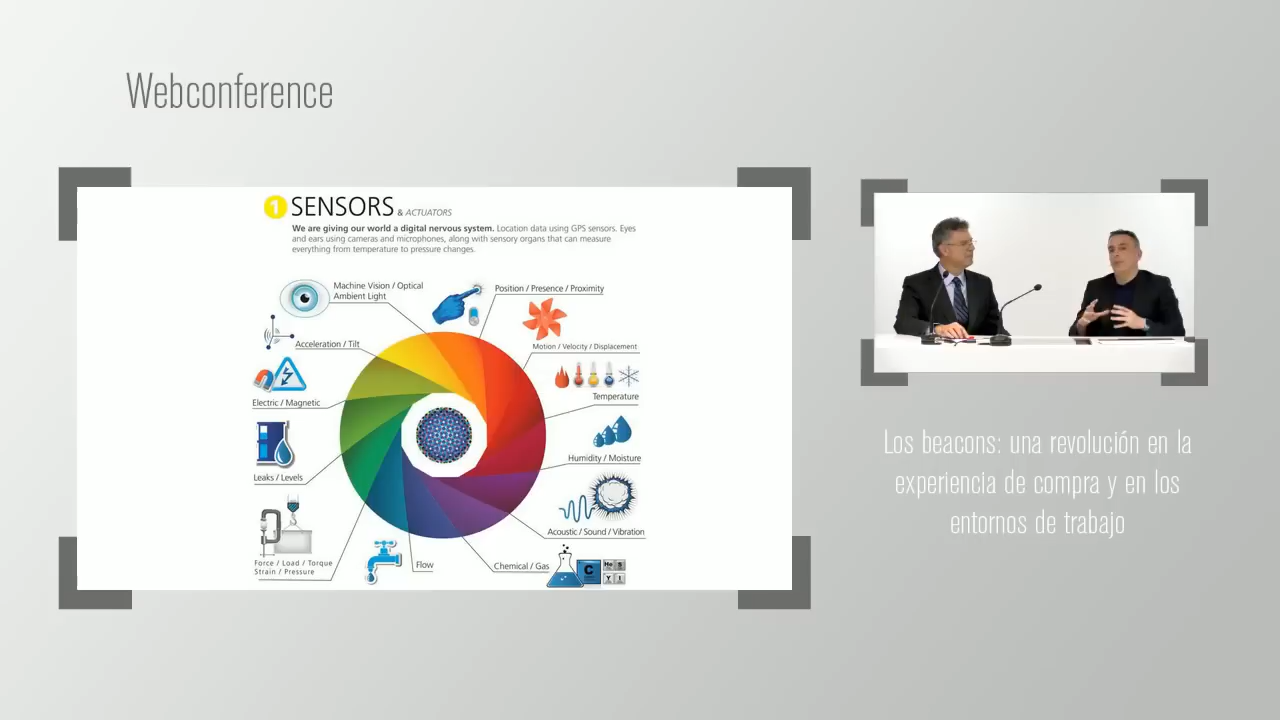 Webconference
1 SENSORS & ACTUATORS
We are giving our world a digital nervous system. Location data using GPS sensors. Eyes
and ears using cameras and microphones, along with sensory organs that can measure
everything from temperature to pressure changes.
Machine Vision / Optical
Ambient Light
Position / Presence / Proximity
Acceleration / Tilt
Motion / Velocity / Displacement
Electric / Magnetic
Temperature
Leaks / Levels
Humidity / Moisture
Acoustic / Sound / Vibration
Force / Load / Torque
Strain / Pressure
Flow
Chemical / Gas
C
He S
Y I
Los beacons: una revolución en la
experiencia de compra y en los
entornos de trabajo